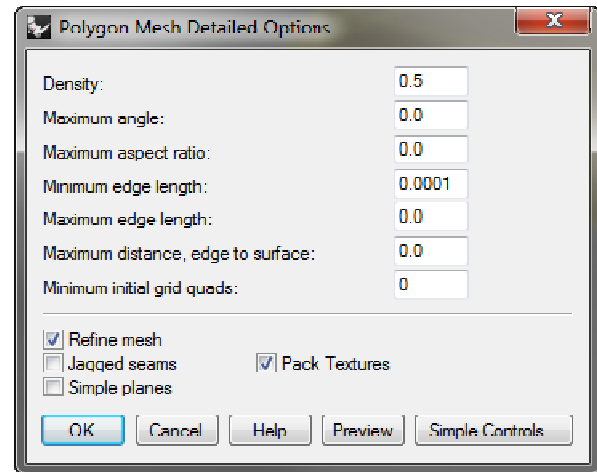 Polygon Mesh Detailed Options
Density: 0.5
Maximum angle: 0.0
Maximum aspect ratio: 0.0
Minimum edge length: 0.0001
Maximum edge length: 0.0
Maximum distance, edge to surface: 0.0
Minimum initial grid quads: 0
Refine mesh
Jagged seams Pack Textures
Simple planes
OK Cancel Help Preview Simple Controls